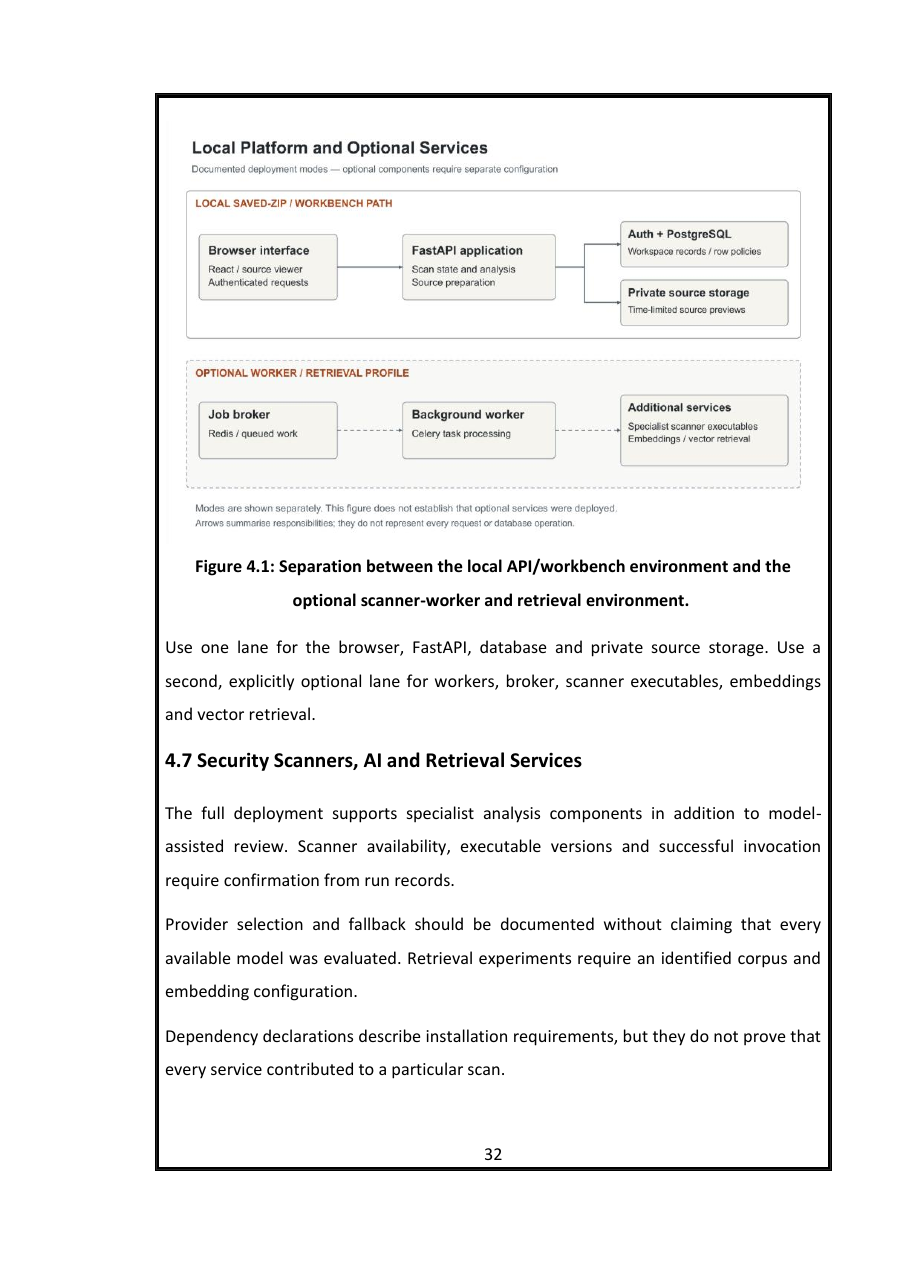 Local Platform and Optional Services
Documented deployment modes — optional components require separate configuration
LOCAL SAVED-ZIP / WORKBENCH PATH
Browser interface
React / source viewer
Authenticated requests
FastAPI application
Scan state and analysis
Source preparation
Auth + PostgreSQL
Workspace records / row policies
Private source storage
Time-limited source previews
OPTIONAL WORKER / RETRIEVAL PROFILE
Job broker
Redis / queued work
Background worker
Celery task processing
Additional services
Specialist scanner executables
Embeddings / vector retrieval
Modes are shown separately. This figure does not establish that optional services were deployed.
Arrows summarise responsibilities; they do not represent every request or database operation.
Figure 4.1: Separation between the local API/workbench environment and the
optional scanner-worker and retrieval environment.
Use one lane for the browser, FastAPI, database and private source storage. Use a
second, explicitly optional lane for workers, broker, scanner executables, embeddings
and vector retrieval.
4.7 Security Scanners, AI and Retrieval Services
The full deployment supports specialist analysis components in addition to model-
assisted review. Scanner availability, executable versions and successful invocation
require confirmation from run records.
Provider selection and fallback should be documented without claiming that every
available model was evaluated. Retrieval experiments require an identified corpus and
embedding configuration.
Dependency declarations describe installation requirements, but they do not prove that
every service contributed to a particular scan.
32